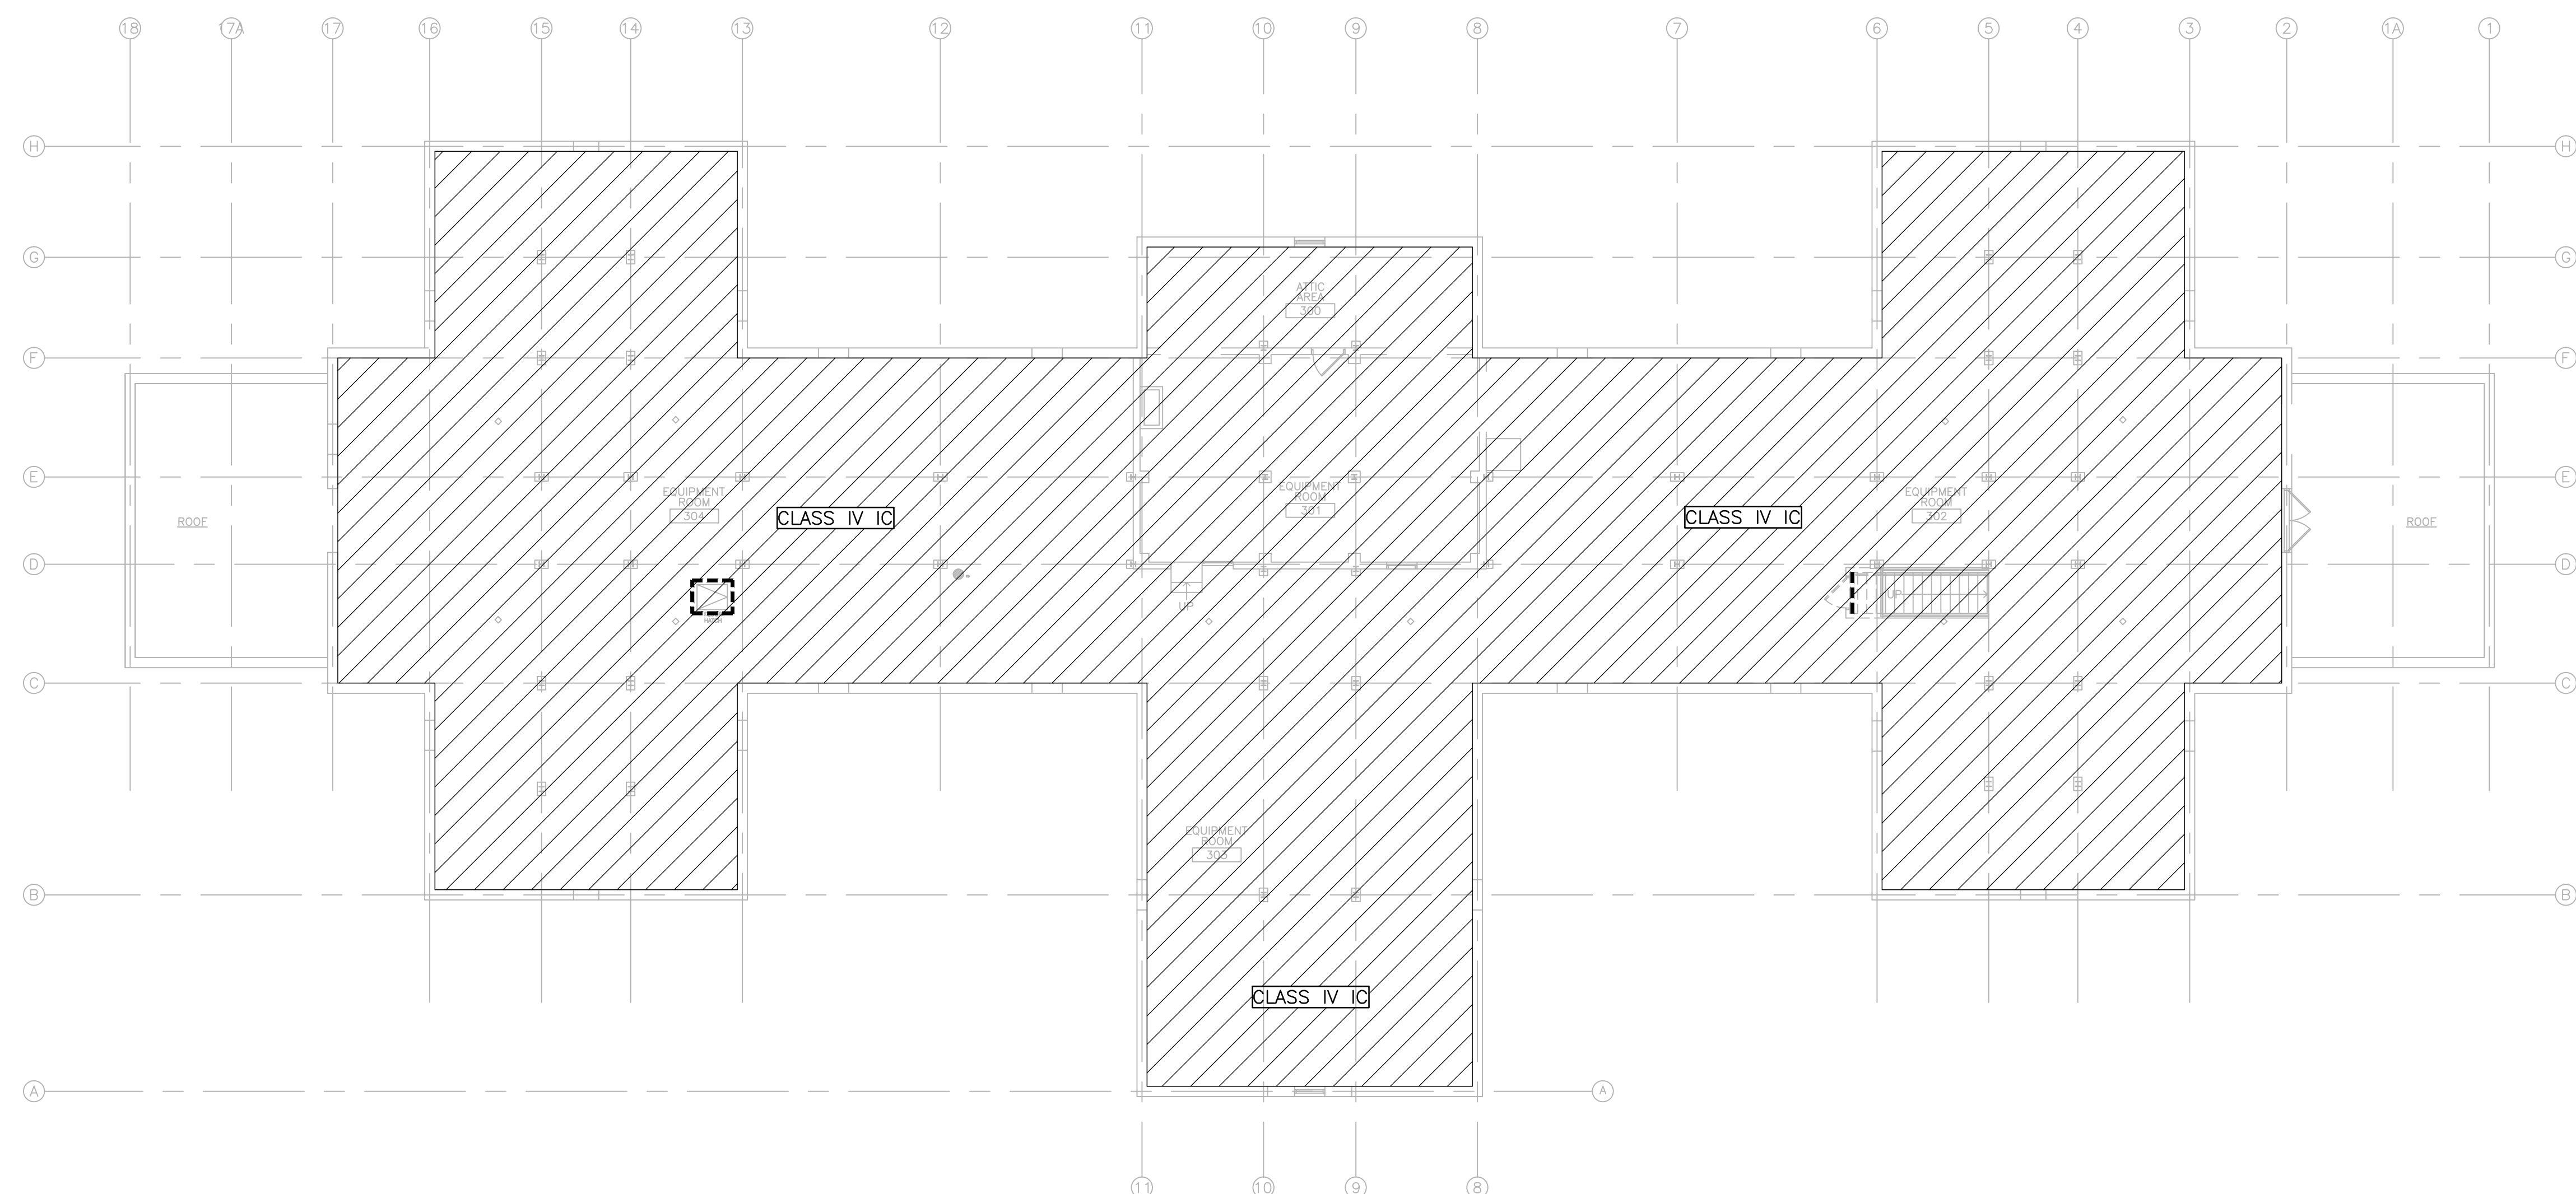 18 17A 17 16 15 14 13 12 11 10 9 8 7 6 5 4 3 2 1A 1
H H
G G
ATTIC
AREA
300
F F
E E
EQUIPMENT
ROOM
304
EQUIPMENT
ROOM
301
EQUIPMENT
ROOM
302
CLASS IV IC
CLASS IV IC
ROOF
ROOF
D D
UP
UP
HATCH
C C
EQUIPMENT
ROOM
303
B B
CLASS IV IC
A A
11 10 9 8